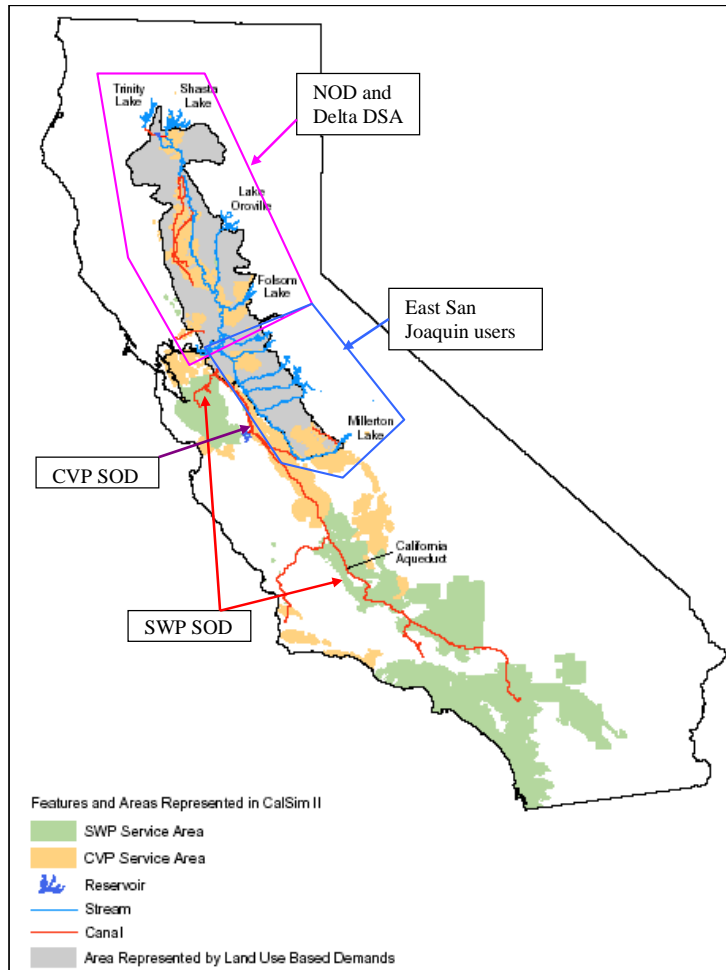 Trinity
Lake
Shasta
Lake
NOD and
Delta DSA
Lake
Oroville
Folsom
Lake
East San
Joaquin users
Millerton
Lake
CVP SOD
California
Aqueduct
SWP SOD
Features and Areas Represented in CalSim II
SWP Service Area
CVP Service Area
Reservoir
Stream
Canal
Area Represented by Land Use Based Demands